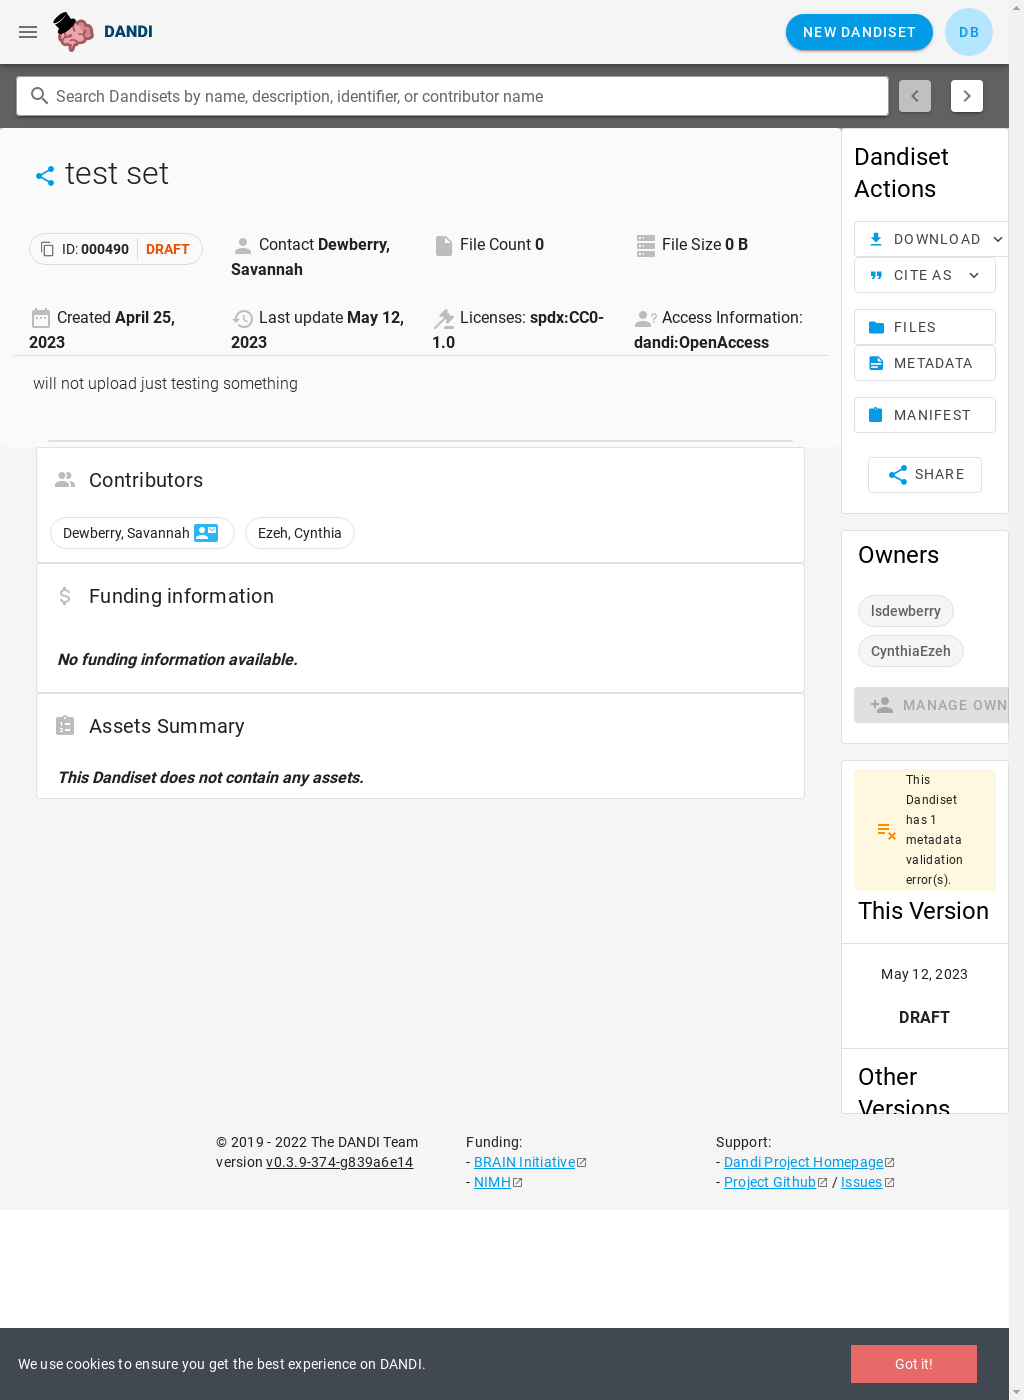 DANDI
NEW DANDISET
DB
Search Dandisets by name, description, identifier, or contributor name
test set
ID: 000490 DRAFT
Contact Dewberry,
Savannah
File Count 0
File Size 0 B
Created April 25,
2023
Last update May 12,
2023
Licenses: spdx:CC0-
1.0
Access Information:
dandi:OpenAccess
will not upload just testing something
Contributors
Dewberry, Savannah
Ezeh, Cynthia
Funding information
No funding information available.
Assets Summary
This Dandiset does not contain any assets.
Dandiset
Actions
DOWNLOAD
CITE AS
FILES
METADATA
MANIFEST
SHARE
Owners
lsdewberry
CynthiaEzeh
MANAGE OWN
This
Dandiset
has 1
metadata
validation
error(s).
This Version
May 12, 2023
DRAFT
Other
Versions
© 2019 - 2022 The DANDI Team
version v0.3.9-374-g839a6e14
Funding:
- BRAIN Initiative
- NIMH
Support:
- Dandi Project Homepage
- Project Github / Issues
We use cookies to ensure you get the best experience on DANDI.
Got it!